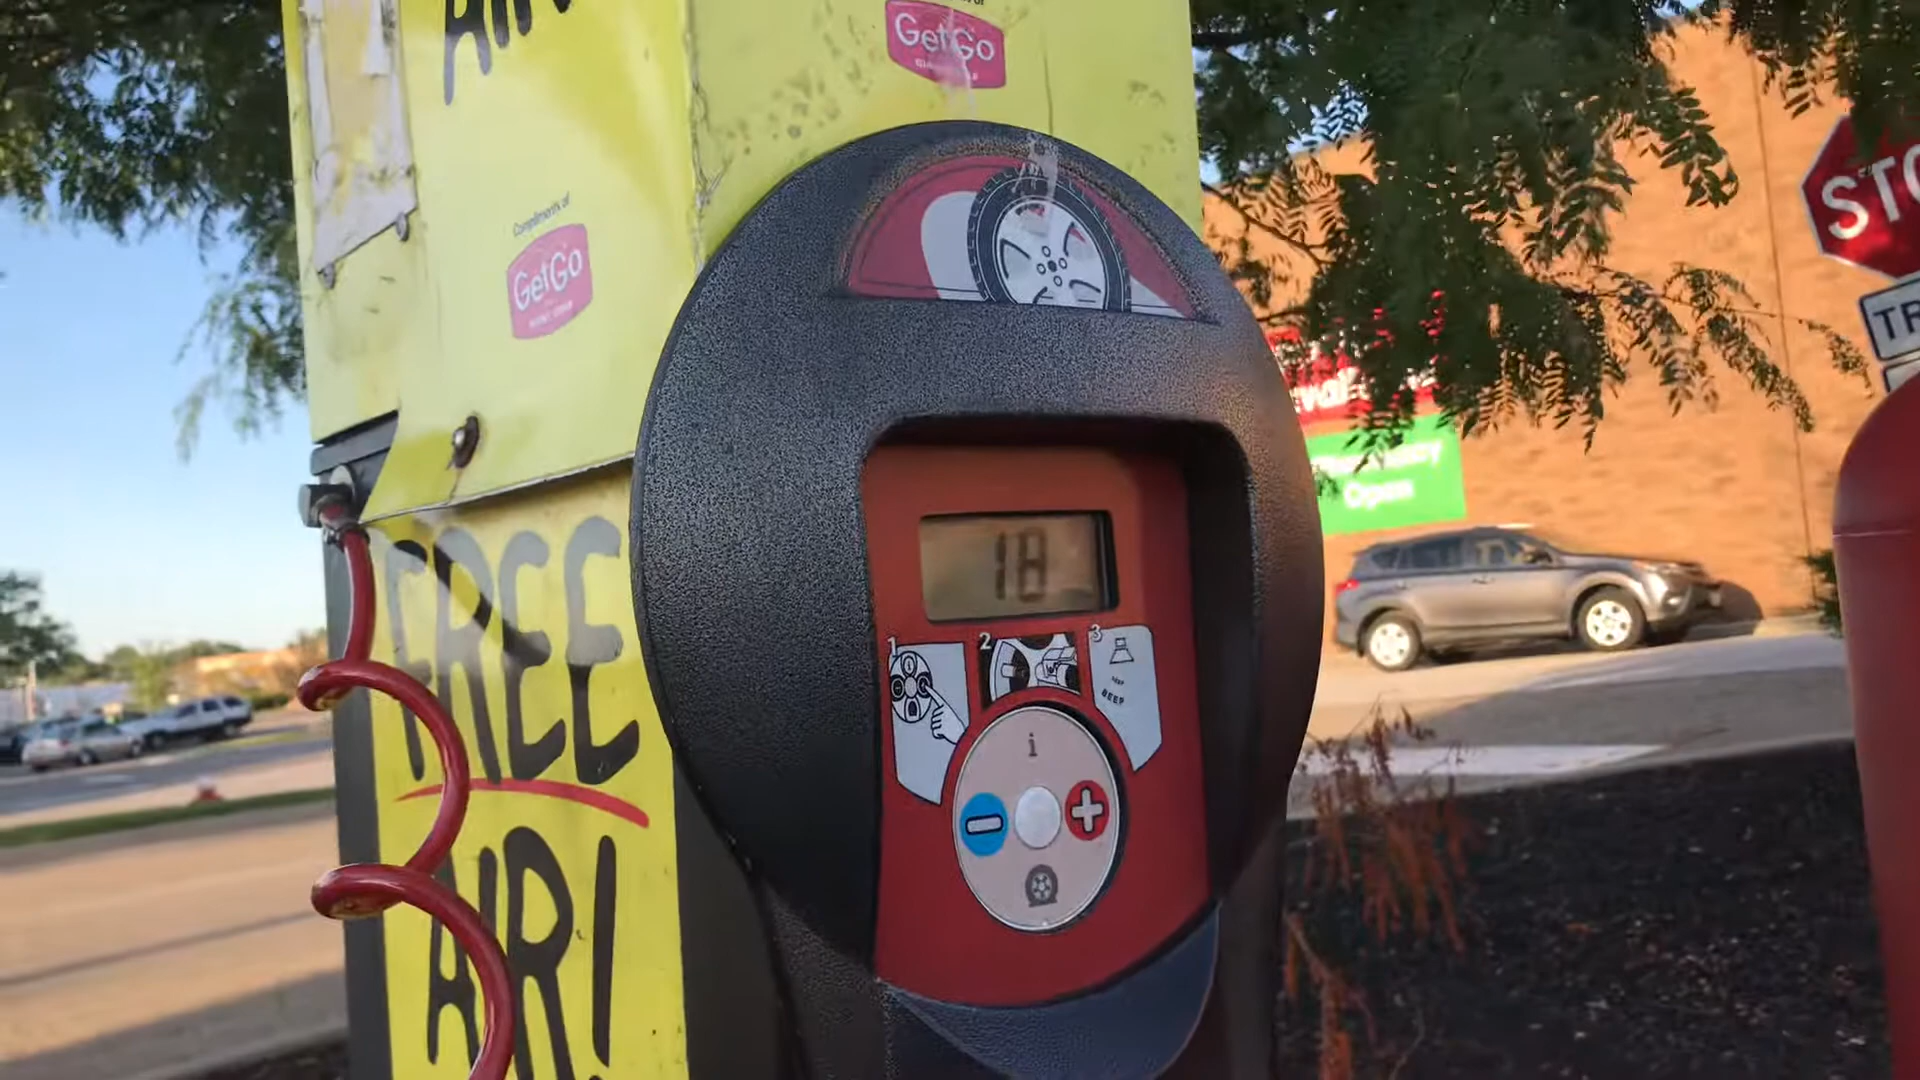 AIR
GetGo
Compliments of
GetGo
FREE
AIR!
18
1
2
3
BEEP
i
STO
TR
Open